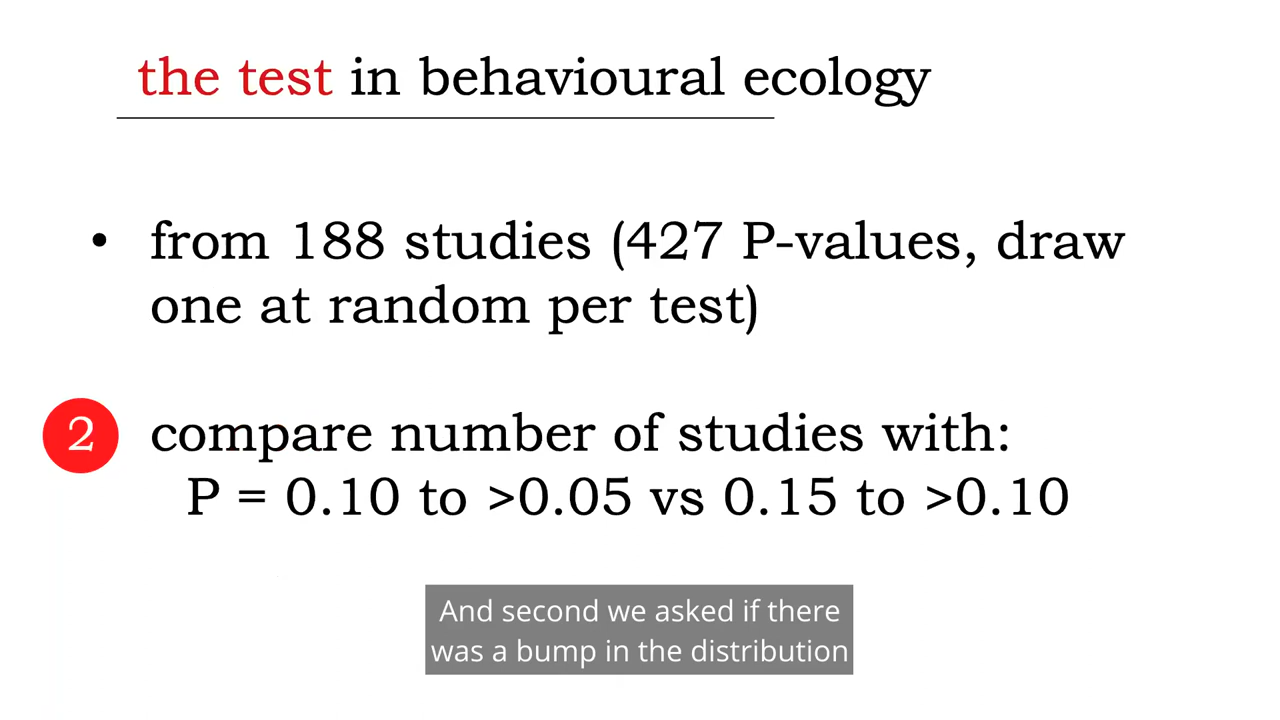 the test in behavioural ecology
• from 188 studies (427 P-values, draw
one at random per test)
2 compare number of studies with:
P = 0.10 to >0.05 vs 0.15 to >0.10
And second we asked if there
was a bump in the distribution